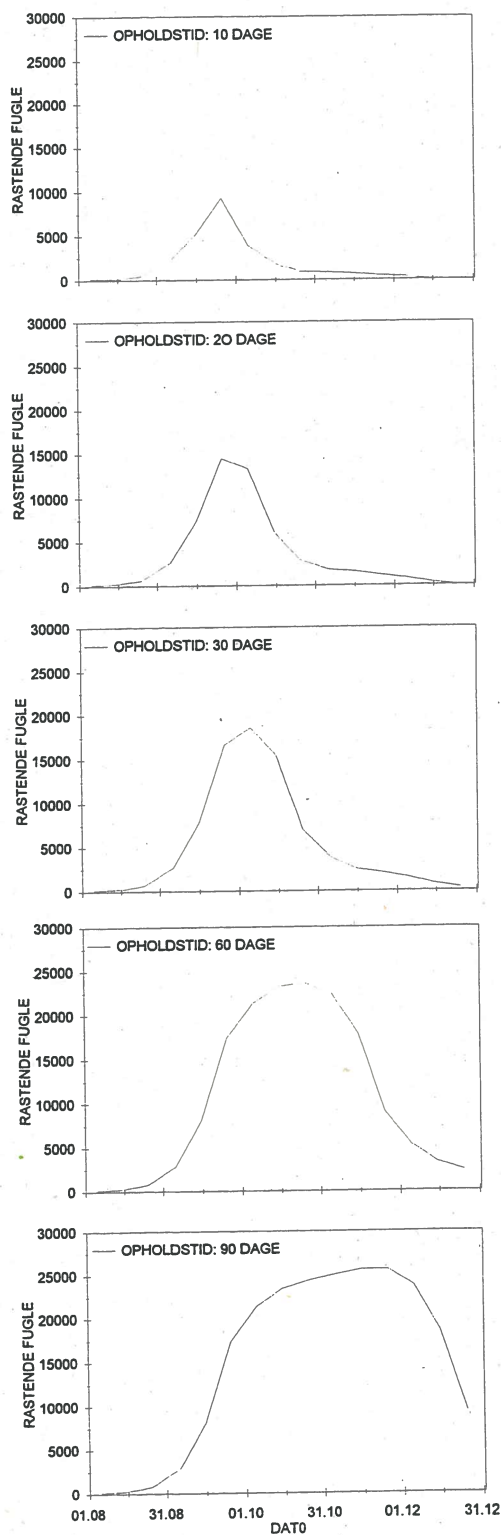 30000
OPHOLDSTID: 10 DAGE
25000
20000
15000
10000
5000
0
RASTENDE FUGLE
30000
OPHOLDSTID: 2O DAGE
25000
20000
15000
10000
5000
0
RASTENDE FUGLE
30000
OPHOLDSTID: 30 DAGE
25000
20000
15000
10000
5000
0
RASTENDE FUGLE
30000
OPHOLDSTID: 60 DAGE
25000
20000
15000
10000
5000
0
RASTENDE FUGLE
30000
OPHOLDSTID: 90 DAGE
25000
20000
15000
10000
5000
0
RASTENDE FUGLE
01.08 31.08 01.10 31.10 01.12 31.12
DAT0